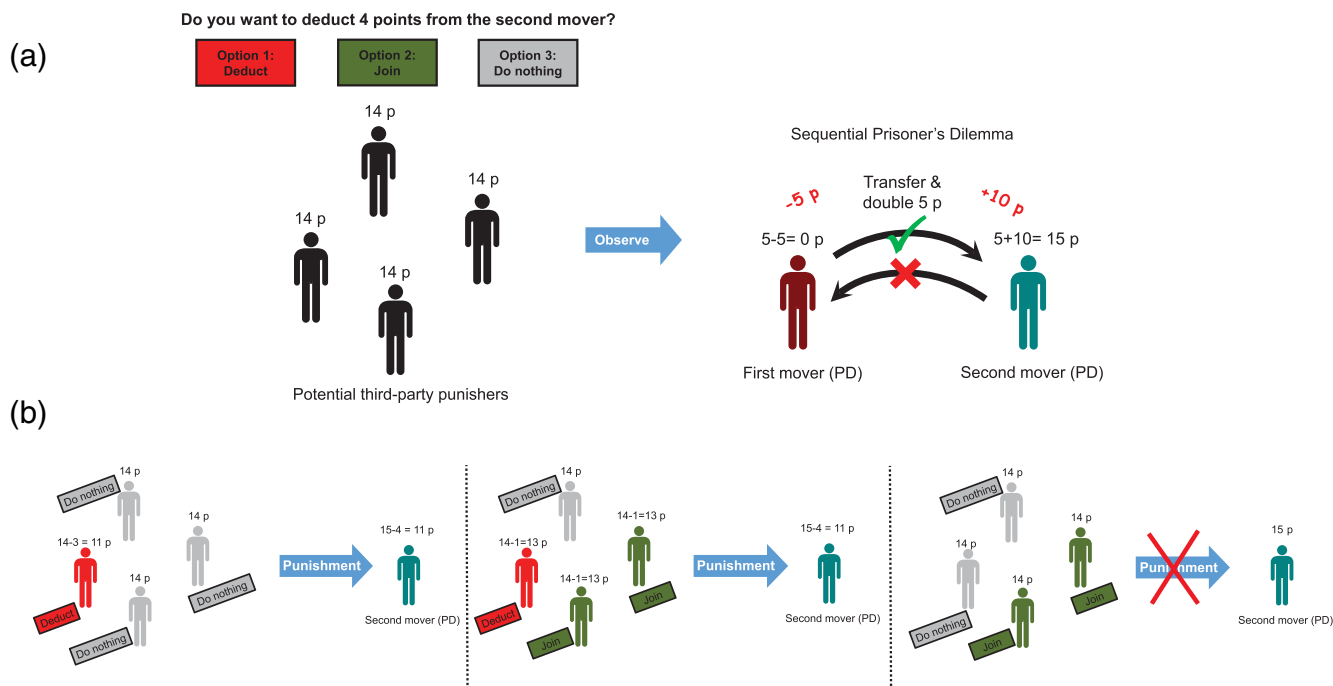 Do you want to deduct 4 points from the second mover?
(a)
Option 1:
Deduct
Option 2:
Join
Option 3:
Do nothing
14 p
14 p
14 p
14 p
Potential third-party punishers
Observe
Sequential Prisoner's Dilemma
-5 p
Transfer &
double 5 p
+10 p
5-5= 0 p
5+10= 15 p
First mover (PD)
Second mover (PD)
(b)
14 p
Do nothing
14 p
Do nothing
14-3 = 11 p
Deduct
14 p
Do nothing
Punishment
15-4 = 11 p
Second mover (PD)
14 p
Do nothing
14-1=13 p
Join
14-1=13 p
Deduct
14-1=13 p
Join
Punishment
15-4 = 11 p
Second mover (PD)
14 p
Do nothing
14 p
Join
14 p
Do nothing
14 p
Join
Punishment
15 p
Second mover (PD)